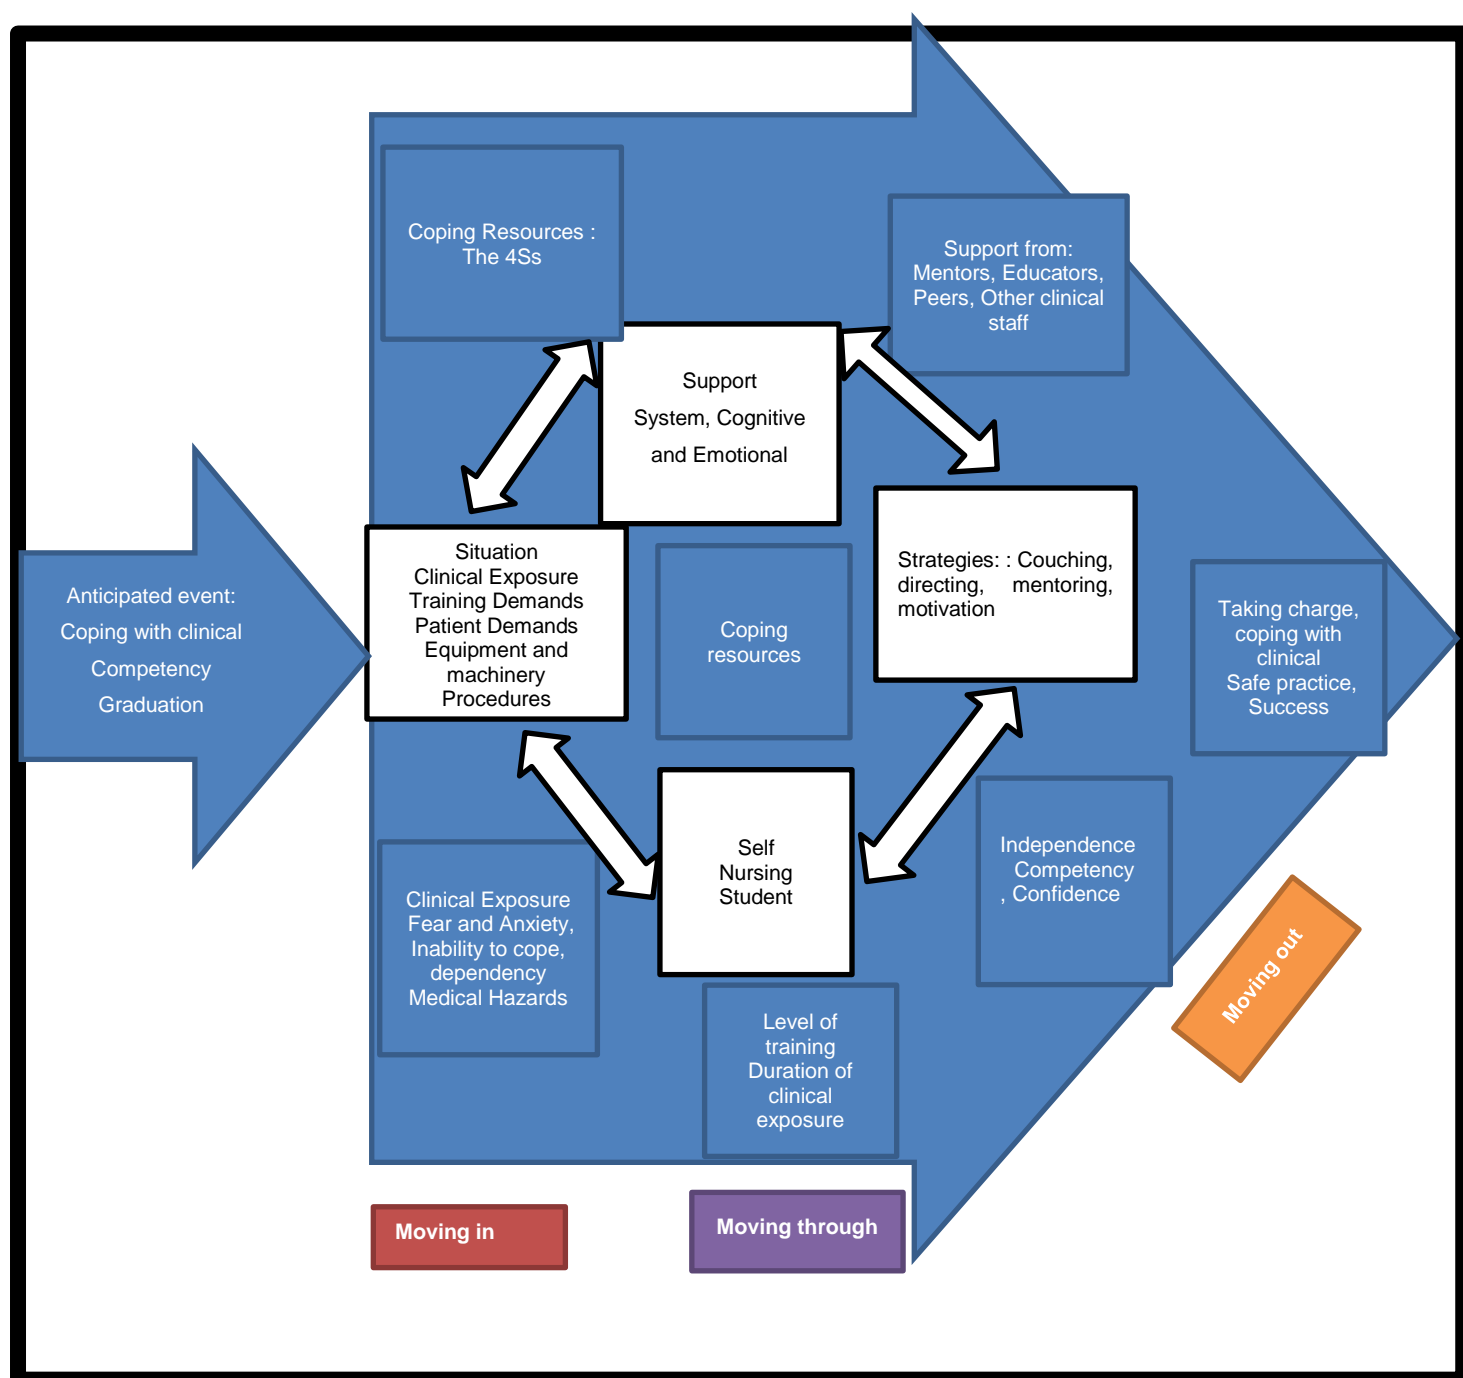 Coping Resources :
The 4Ss
Support from:
Mentors, Educators,
Peers, Other clinical
staff
Support
System, Cognitive
and Emotional
Anticipated event:
Coping with clinical
Competency
Graduation
Situation
Clinical Exposure
Training Demands
Patient Demands
Equipment and
machinery
Procedures
Coping
resources
Strategies: : Couching,
directing, mentoring,
motivation
Taking charge,
coping with
clinical
Safe practice,
Success
Self
Nursing
Student
Independence
Competency
, Confidence
Clinical Exposure
Fear and Anxiety,
Inability to cope,
dependency
Medical Hazards
Level of
training
Duration of
clinical
exposure
Moving out
Moving in
Moving through